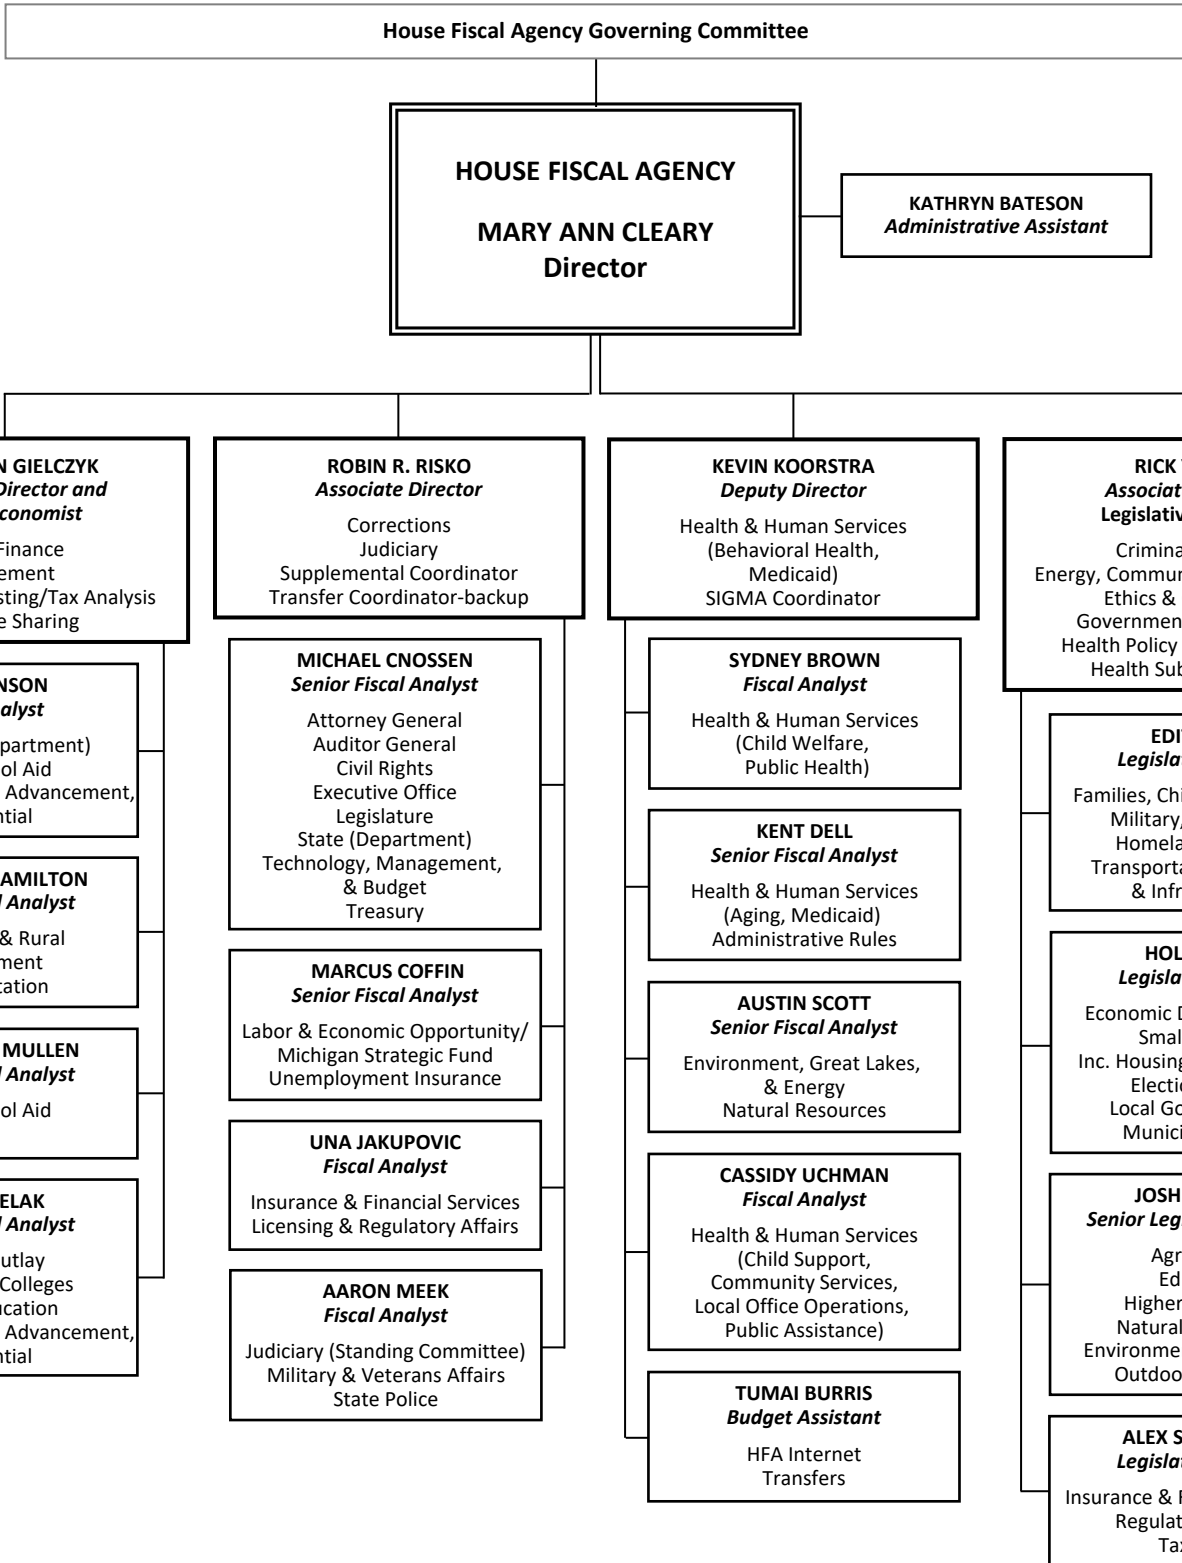 House Fiscal Agency Governing Committee
HOUSE FISCAL AGENCY
MARY ANN CLEARY
Director
KATHRYN BATESON
Administrative Assistant
N GIELCZYK
Director and
conomist
Finance
ement
sting/Tax Analysis
e Sharing
NSON
alyst
partment)
ol Aid
Advancement,
ntial
AMILTON
l Analyst
& Rural
ment
tation
MULLEN
l Analyst
ol Aid
ELAK
l Analyst
utlay
Colleges
ucation
Advancement,
ntial
ROBIN R. RISKO
Associate Director
Corrections
Judiciary
Supplemental Coordinator
Transfer Coordinator-backup
MICHAEL CNOSSEN
Senior Fiscal Analyst
Attorney General
Auditor General
Civil Rights
Executive Office
Legislature
State (Department)
Technology, Management,
& Budget
Treasury
MARCUS COFFIN
Senior Fiscal Analyst
Labor & Economic Opportunity/
Michigan Strategic Fund
Unemployment Insurance
UNA JAKUPOVIC
Fiscal Analyst
Insurance & Financial Services
Licensing & Regulatory Affairs
AARON MEEK
Fiscal Analyst
Judiciary (Standing Committee)
Military & Veterans Affairs
State Police
KEVIN KOORSTRA
Deputy Director
Health & Human Services
(Behavioral Health,
Medicaid)
SIGMA Coordinator
SYDNEY BROWN
Fiscal Analyst
Health & Human Services
(Child Welfare,
Public Health)
KENT DELL
Senior Fiscal Analyst
Health & Human Services
(Aging, Medicaid)
Administrative Rules
AUSTIN SCOTT
Senior Fiscal Analyst
Environment, Great Lakes,
& Energy
Natural Resources
CASSIDY UCHMAN
Fiscal Analyst
Health & Human Services
(Child Support,
Community Services,
Local Office Operations,
Public Assistance)
TUMAI BURRIS
Budget Assistant
HFA Internet
Transfers
RICK
Associat
Legislativ
Crimina
Energy, Commun
Ethics &
Governmen
Health Policy
Health Sub
EDI
Legisla
Families, Chi
Military,
Homela
Transporta
& Infr
HOL
Legisla
Economic D
Smal
Inc. Housing
Electi
Local Go
Munici
JOSH
Senior Leg
Agr
Ed
Higher
Natural
Environme
Outdoo
ALEX S
Legisla
Insurance & F
Regulat
Tax